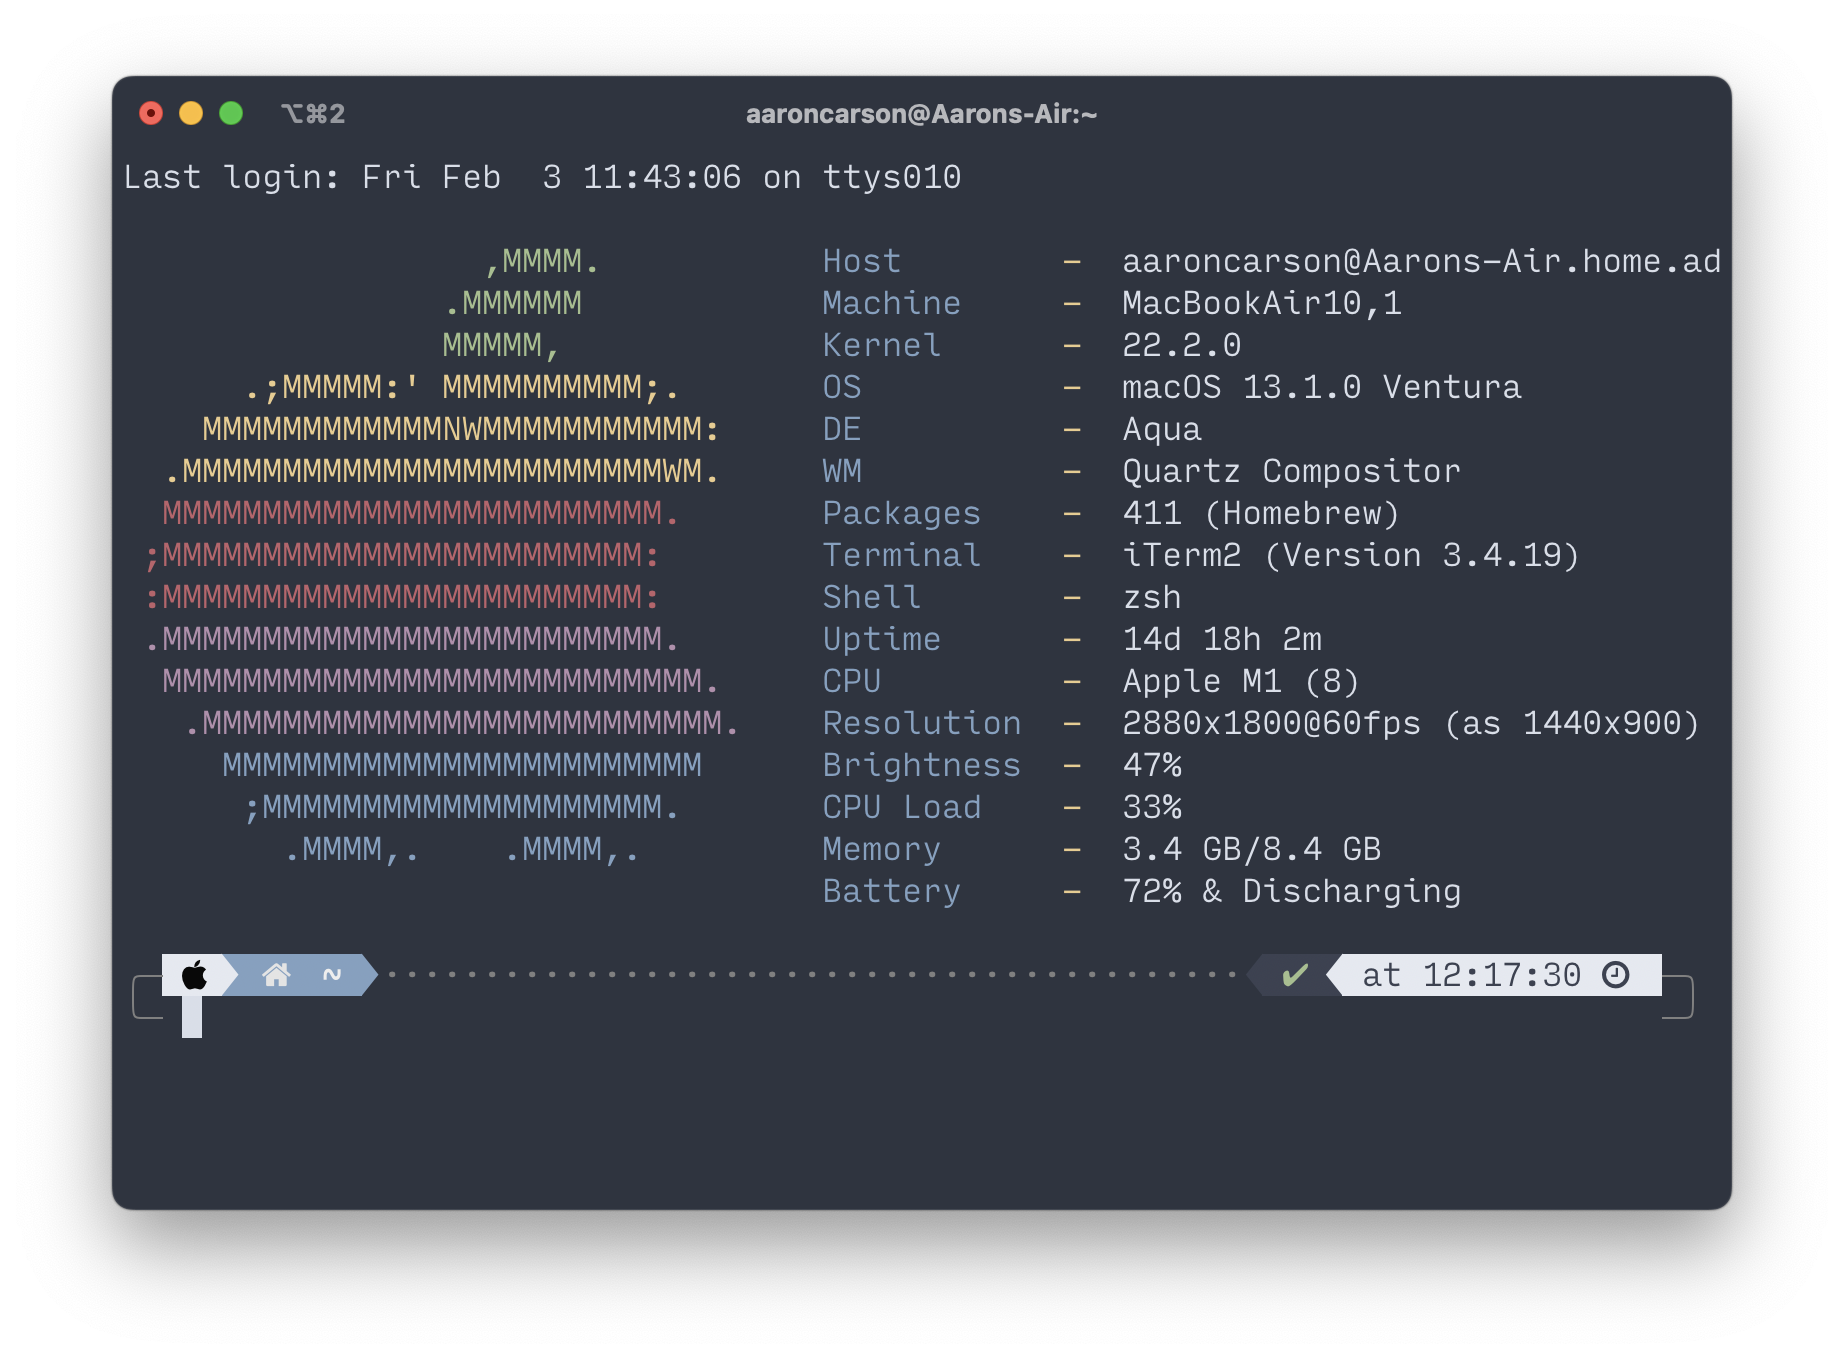 ⌥⌘2 aaroncarson@Aarons-Air:~
Last login: Fri Feb  3 11:43:06 on ttys010
                  ,MMMM.           Host        –  aaroncarson@Aarons-Air.home.ad
                .MMMMMM            Machine     –  MacBookAir10,1
                MMMMM,             Kernel      –  22.2.0
      .;MMMMM:' MMMMMMMMMM;.       OS          –  macOS 13.1.0 Ventura
    MMMMMMMMMMMMNWMMMMMMMMMMM:     DE          –  Aqua
  .MMMMMMMMMMMMMMMMMMMMMMMMWM.     WM          –  Quartz Compositor
  MMMMMMMMMMMMMMMMMMMMMMMMM.       Packages    –  411 (Homebrew)
 ;MMMMMMMMMMMMMMMMMMMMMMMM:        Terminal    –  iTerm2 (Version 3.4.19)
 :MMMMMMMMMMMMMMMMMMMMMMMM:        Shell       –  zsh
 .MMMMMMMMMMMMMMMMMMMMMMMMM.       Uptime      –  14d 18h 2m
  MMMMMMMMMMMMMMMMMMMMMMMMMMM.     CPU         –  Apple M1 (8)
   .MMMMMMMMMMMMMMMMMMMMMMMMMM.    Resolution  –  2880x1800@60fps (as 1440x900)
     MMMMMMMMMMMMMMMMMMMMMMMM      Brightness  –  47%
      ;MMMMMMMMMMMMMMMMMMMM.       CPU Load    –  33%
        .MMMM,.    .MMMM,.         Memory      –  3.4 GB/8.4 GB
                                   Battery     –  72% & Discharging
~ ··········································· ✔ at 12:17:30